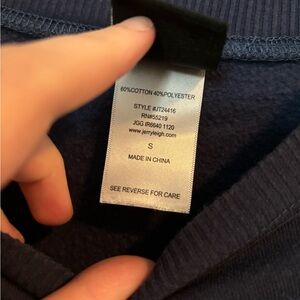 60%COTTON 40%POLYESTER
STYLE #JT24416
RN#55219
JGG IR6640 1120
www.jerryleigh.com
S
MADE IN CHINA
SEE REVERSE FOR CARE